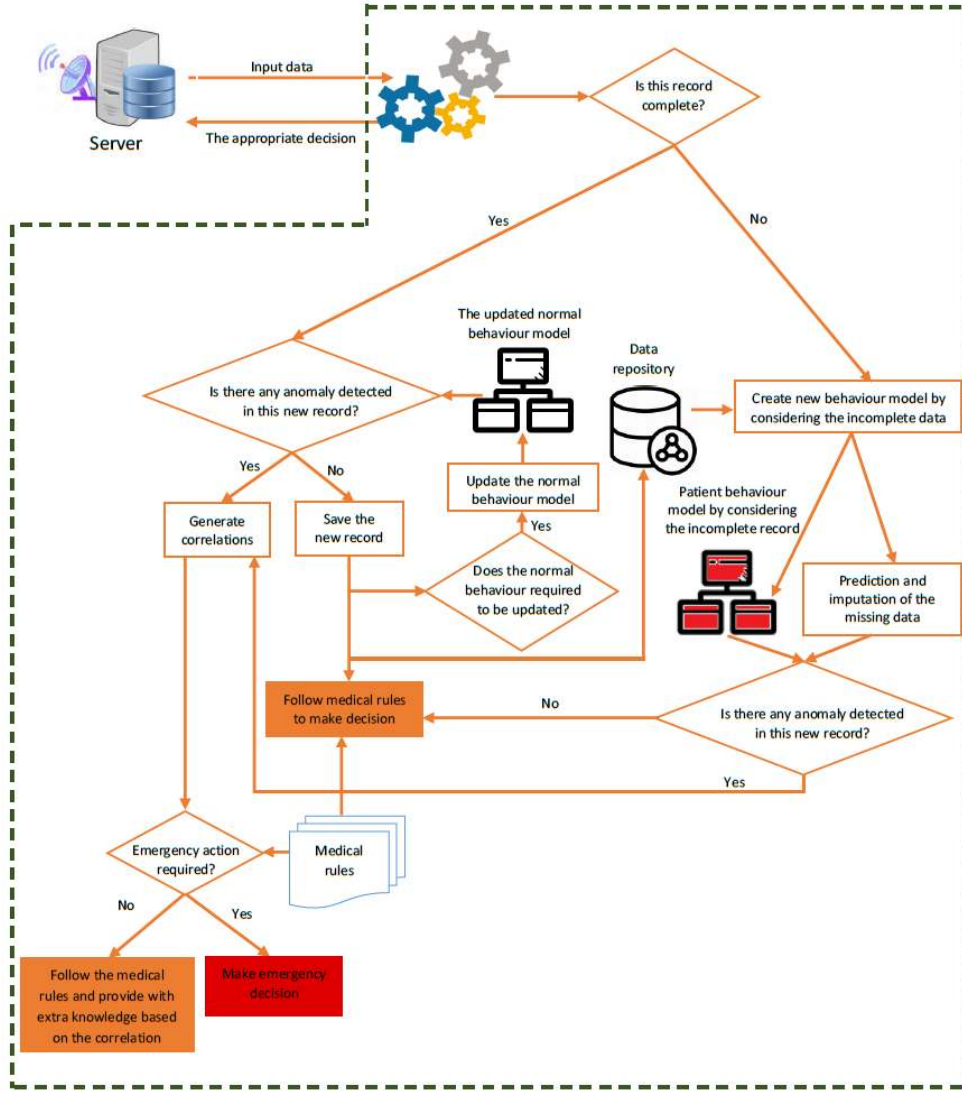 Input data
The appropriate decision
Server
Is this record
complete?
Yes
No
The updated normal
behaviour model
Data
repository
Is there any anomaly detected
in this new record?
Create new behaviour model by
considering the incomplete data
Yes
No
Update the normal
behaviour model
Patient behaviour
model by considering
the incomplete record
Generate
correlations
Save the
new record
Yes
Does the normal
behaviour required
to be updated?
Prediction and
imputation of the
missing data
Follow medical rules
to make decision
No
Is there any anomaly detected
in this new record?
Yes
Emergency action
required?
Medical
rules
No
Yes
Follow the medical
rules and provide with
extra knowledge based
on the correlation
Make emergency
decision